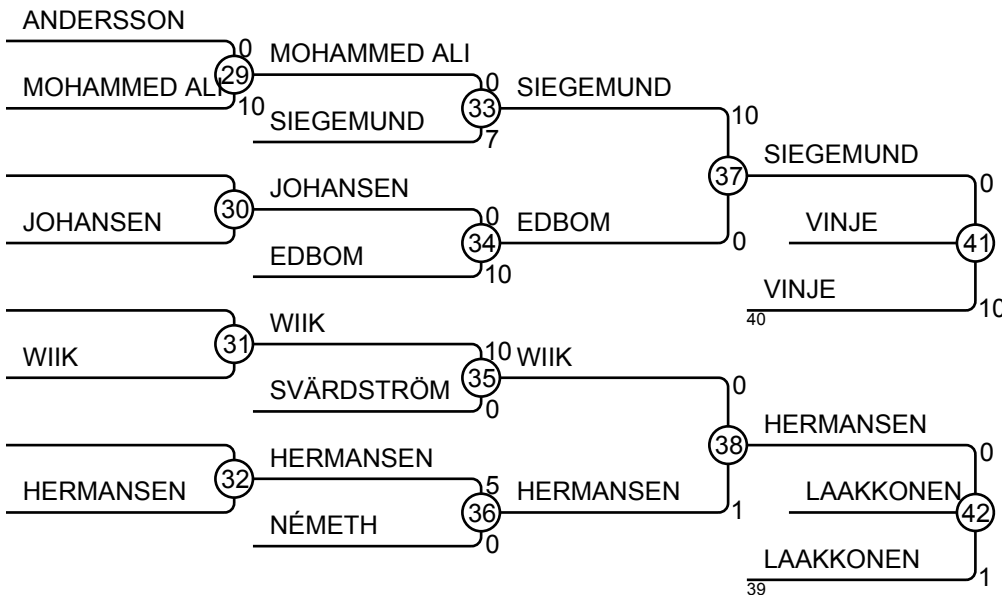 ANDERSSON
0
29
MOHAMMED ALI
10
MOHAMMED ALI
0
33
SIEGEMUND
7
SIEGEMUND
10
JOHANSEN
30
JOHANSEN
0
34
EDBOM
10
EDBOM
0
37
SIEGEMUND
0
VINJE
41
VINJE
40
10
WIIK
31
WIIK
10
35
SVÄRDSTRÖM
0
WIIK
0
HERMANSEN
32
HERMANSEN
5
36
NÉMETH
0
HERMANSEN
1
38
HERMANSEN
0
LAAKKONEN
42
LAAKKONEN
39
1